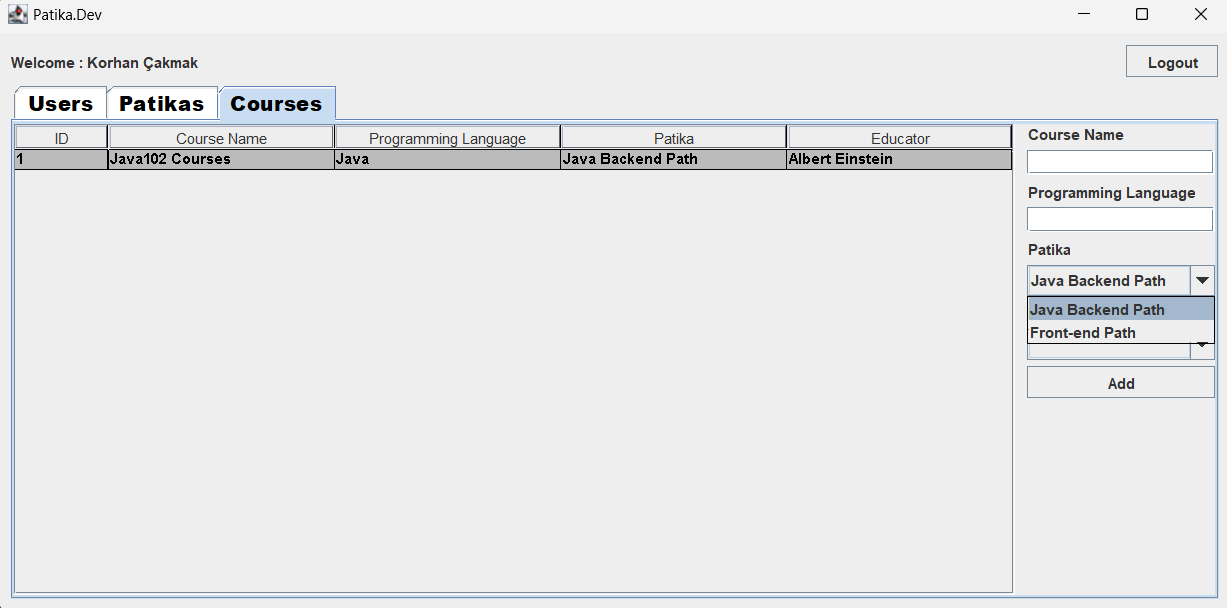 Patika.Dev
Welcome : Korhan Çakmak
Logout
Users Patikas Courses
ID Course Name Programming Language Patika Educator
1 Java102 Courses Java Java Backend Path Albert Einstein
Course Name
Programming Language
Patika
Java Backend Path
Java Backend Path
Front-end Path
Add